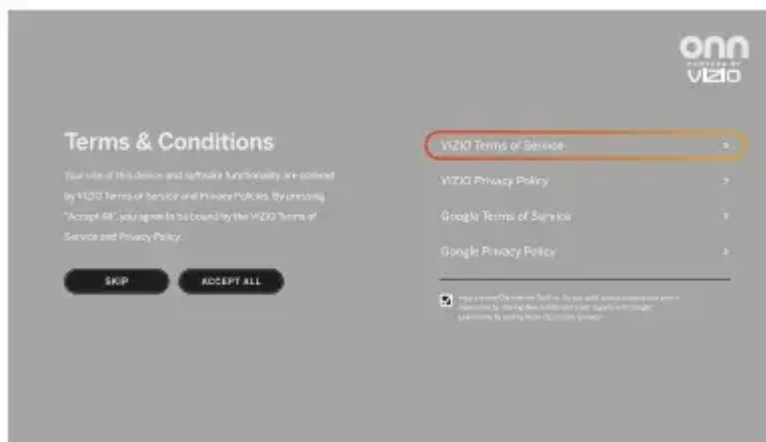 onn
POWERED BY
VIZIO
Terms & Conditions
Your use of this device and software functionality are covered
by VIZIO Terms of Service and Privacy Policies. By pressing
"Accept All", you agree to be bound by the VIZIO Terms of
Service and Privacy Policy.
SKIP
ACCEPT ALL
VIZIO Terms of Service
VIZIO Privacy Policy
Google Terms of Service
Google Privacy Policy